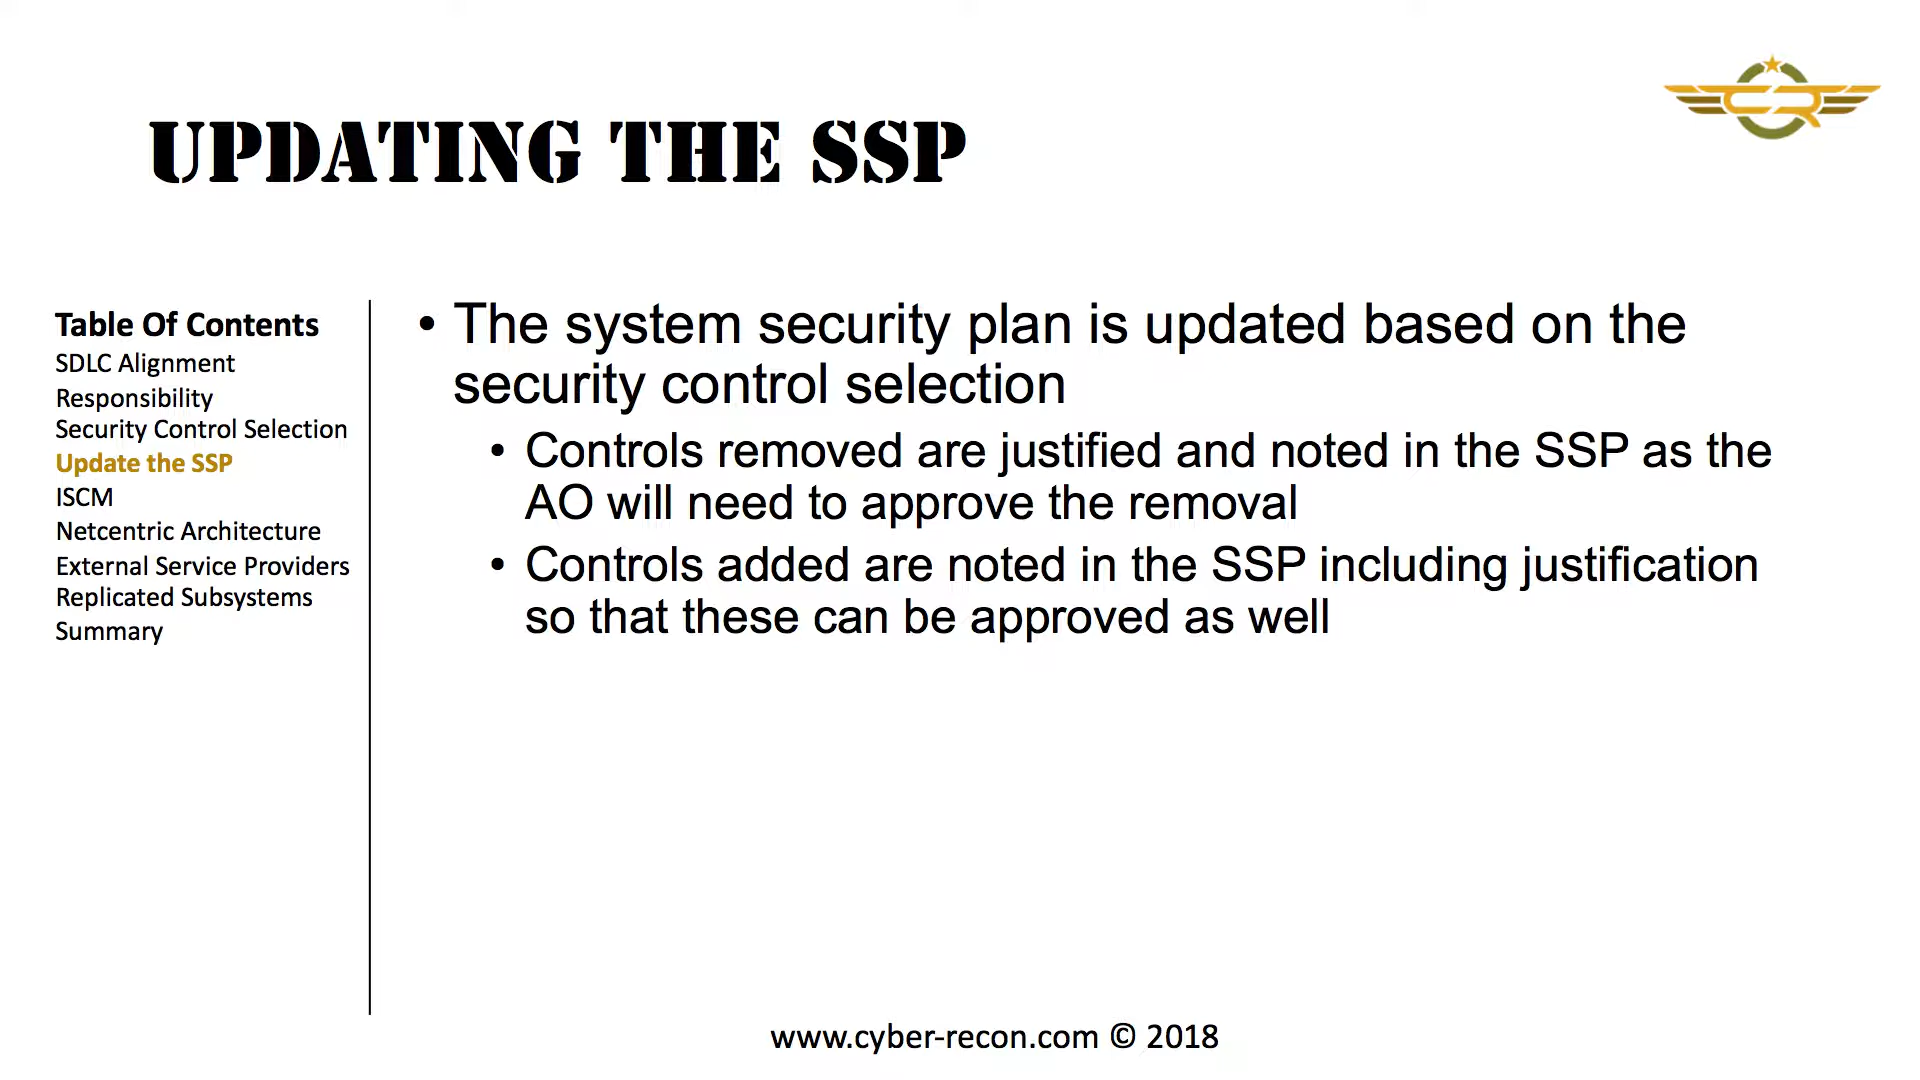 UPDATING THE SSP
Table Of Contents
SDLC Alignment
Responsibility
Security Control Selection
Update the SSP
ISCM
Netcentric Architecture
External Service Providers
Replicated Subsystems
Summary
• The system security plan is updated based on the
security control selection
• Controls removed are justified and noted in the SSP as the
AO will need to approve the removal
• Controls added are noted in the SSP including justification
so that these can be approved as well
CR
www.cyber-recon.com © 2018